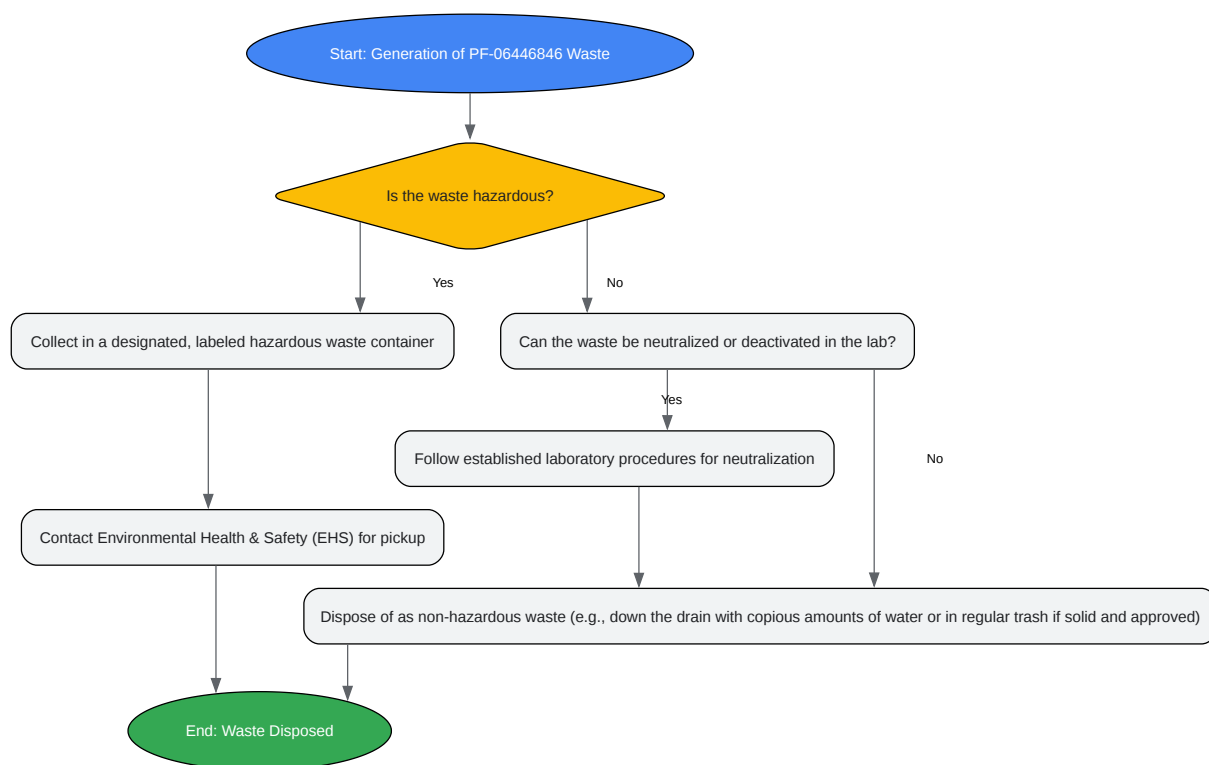 Start: Generation of PF-06446846 Waste
Is the waste hazardous?
Yes
No
Collect in a designated, labeled hazardous waste container
Can the waste be neutralized or deactivated in the lab?
Yes
Follow established laboratory procedures for neutralization
No
Contact Environmental Health & Safety (EHS) for pickup
Dispose of as non-hazardous waste (e.g., down the drain with copious amounts of water or in regular trash if solid and approved)
End: Waste Disposed